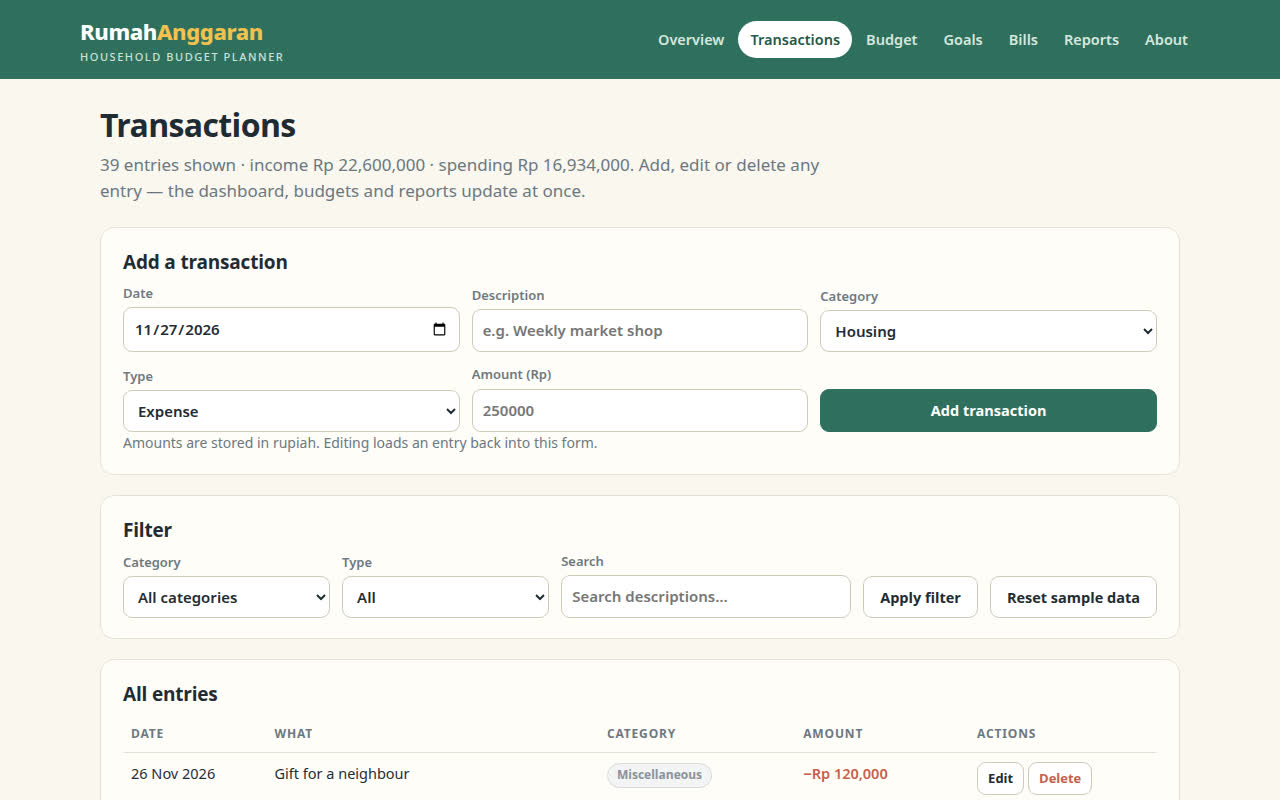 RumahAnggaran
HOUSEHOLD BUDGET PLANNER
Overview Transactions Budget Goals Bills Reports About
Transactions
39 entries shown · income Rp 22,600,000 · spending Rp 16,934,000. Add, edit or delete any
entry — the dashboard, budgets and reports update at once.
Add a transaction
Date Description Category
11/27/2026 e.g. Weekly market shop Housing
Type Amount (Rp)
Expense 250000 Add transaction
Amounts are stored in rupiah. Editing loads an entry back into this form.
Filter
Category Type Search
All categories All Search descriptions... Apply filter Reset sample data
All entries
DATE WHAT CATEGORY AMOUNT ACTIONS
26 Nov 2026 Gift for a neighbour Miscellaneous −Rp 120,000 Edit Delete